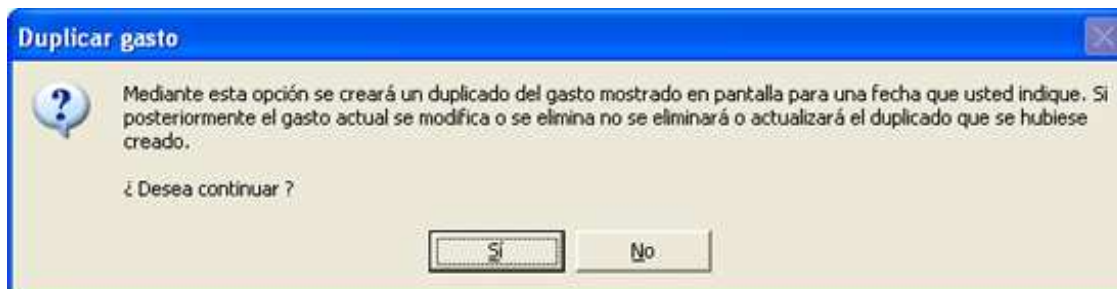 Duplicar gasto
Mediante esta opción se creará un duplicado del gasto mostrado en pantalla para una fecha que usted indique. Si
posteriormente el gasto actual se modifica o se elimina no se eliminará o actualizará el duplicado que se hubiese
creado.
¿ Desea continuar ?
Sí
No